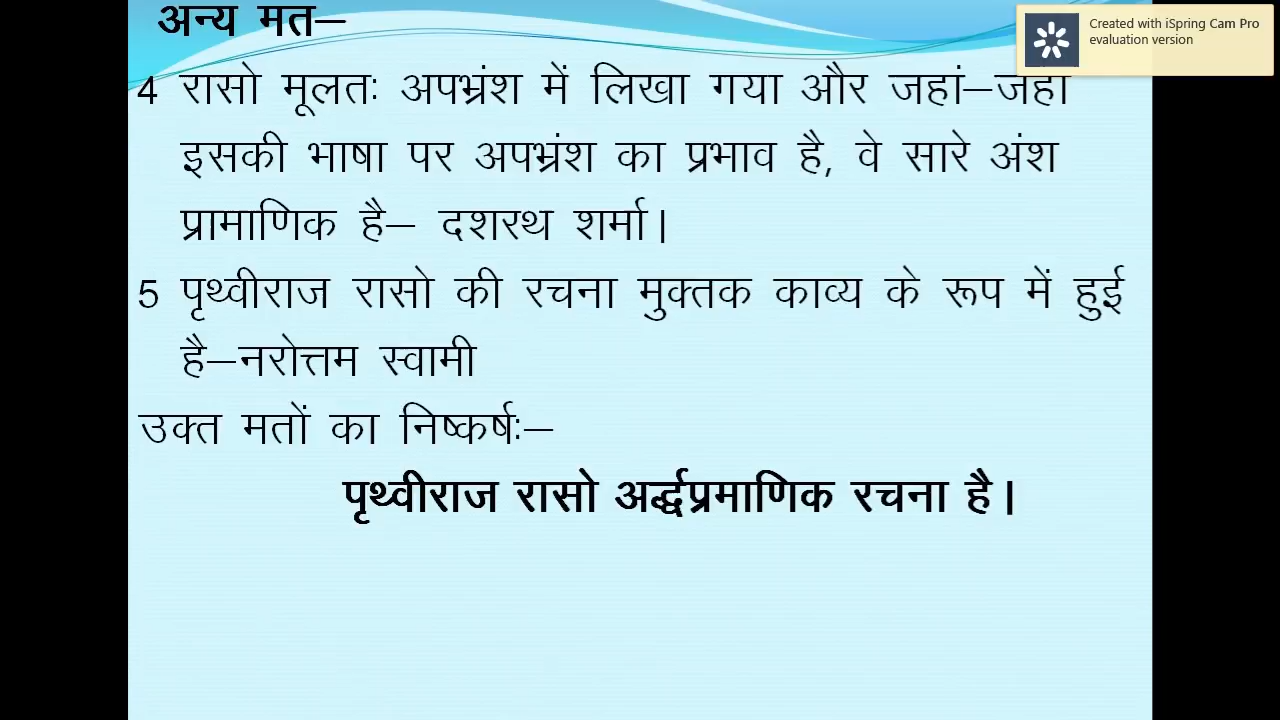 अन्य मत–
Created with iSpring Cam Pro
evaluation version
4 रासो मूलतः अपभ्रंश में लिखा गया और जहां–जहां
इसकी भाषा पर अपभ्रंश का प्रभाव है, वे सारे अंश
प्रामाणिक है– दशरथ शर्मा।
5 पृथ्वीराज रासो की रचना मुक्तक काव्य के रूप में हुई
है–नरोत्तम स्वामी
उक्त मतों का निष्कर्षः–
पृथ्वीराज रासो अर्द्धप्रमाणिक रचना है।